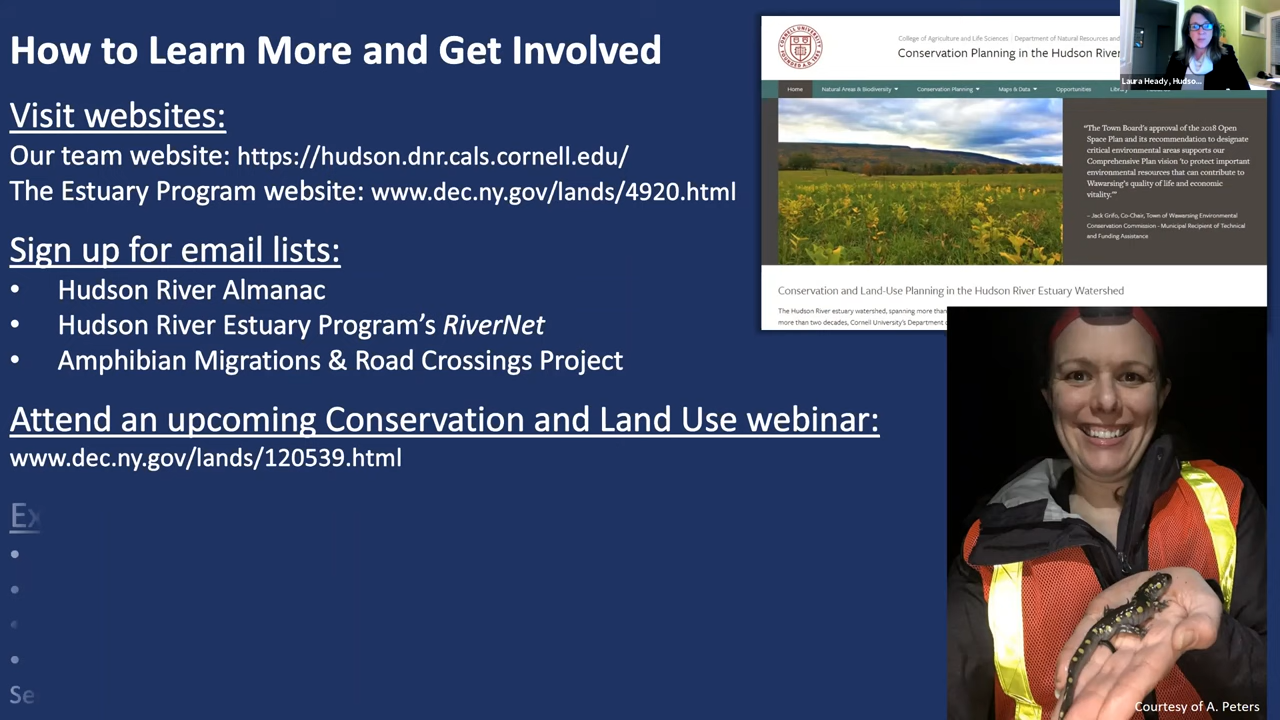 How to Learn More and Get Involved
Visit websites:
Our team website: https://hudson.dnr.cals.cornell.edu/
The Estuary Program website: www.dec.ny.gov/lands/4920.html
Sign up for email lists:
• Hudson River Almanac
• Hudson River Estuary Program's RiverNet
• Amphibian Migrations & Road Crossings Project
Attend an upcoming Conservation and Land Use webinar:
www.dec.ny.gov/lands/120539.html
College of Agriculture and Life Sciences | Department of Natural Resources and
Conservation Planning in the Hudson River
Home Natural Areas & Biodiversity Conservation Planning Maps & Data Opportunities
"The Town Board's approval of the 2018 Open
Space Plan and its recommendation to designate
critical environmental areas supports our
Comprehensive Plan vision 'to protect important
environmental resources that can contribute to
Wawarsing's quality of life and economic
vitality.'"
– Jack Grifo, Co-Chair, Town of Wawarsing Environmental
Conservation Commission - Municipal Recipient of Technical
and Funding Assistance
Conservation and Land-Use Planning in the Hudson River Estuary Watershed
The Hudson River estuary watershed, spanning more than
more than two decades, Cornell University's Department
Laura Heady, Hudso...
Courtesy of A. Peters